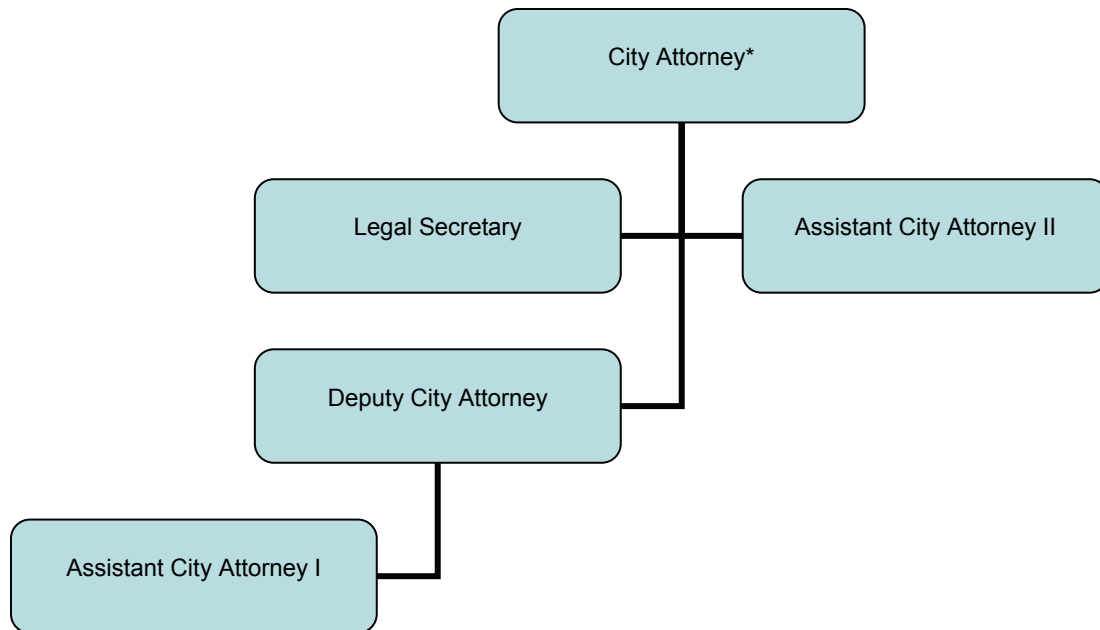 City Attorney*
Legal Secretary
Assistant City Attorney II
Deputy City Attorney
Assistant City Attorney I